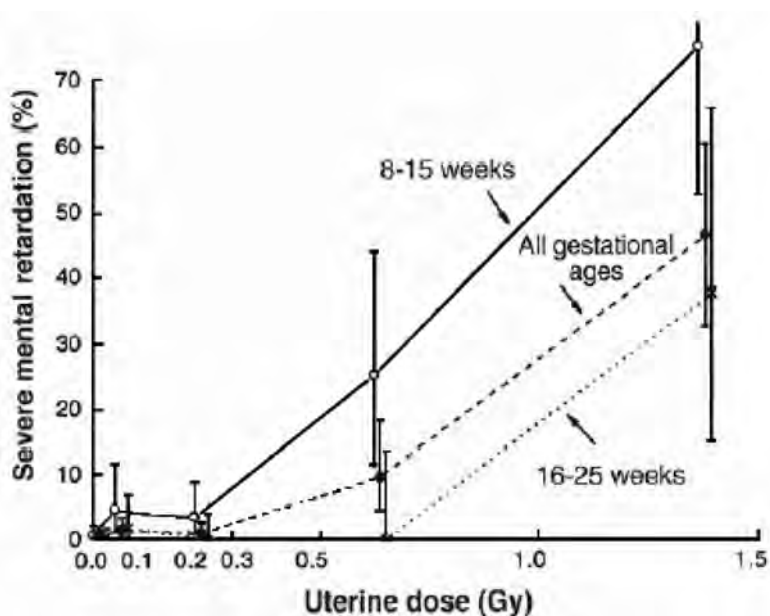 Severe mental retardation (%)
70
60
50
40
30
20
10
0
8-15 weeks
All gestational
ages
16-25 weeks
0.0 0.1 0.2 0.3 0.5 1.0 1.5
Uterine dose (Gy)